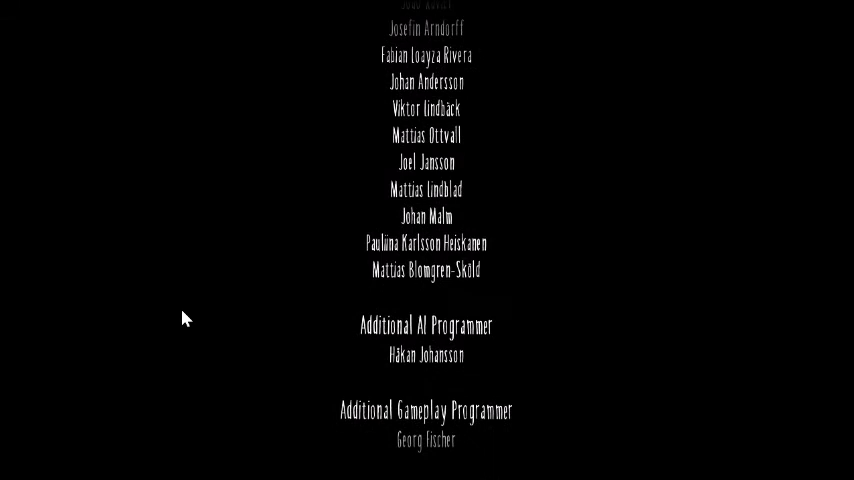 Josefin Arndorff
Fabian Loayza Rivera
Johan Andersson
Viktor Lindbäck
Mattias Ottvall
Joel Jansson
Mattias Lindblad
Johan Malm
Pauliina Karlsson Heiskanen
Mattias Blomgren-Sköld
Additional AI Programmer
Håkan Johansson
Additional Gameplay Programmer
Georg Fischer